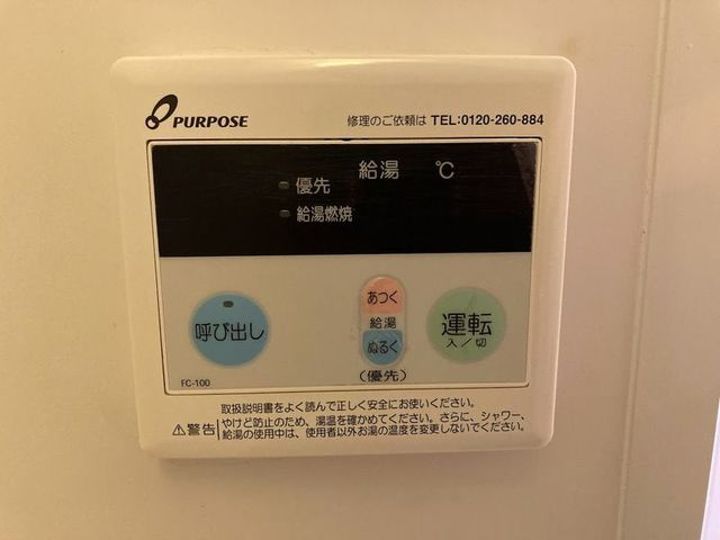 PURPOSE
修理のご依頼は TEL:0120-260-884
給湯 ℃
優先
給湯燃焼
呼び出し
あつく
給湯
ぬるく
(優先)
運転
入/切
FC-100
取扱説明書をよく読んで正しく安全にお使いください。
⚠警告
やけど防止のため、湯温を確かめてください。さらに、シャワー、
給湯の使用中は、使用者以外お湯の温度を変更しないでください。